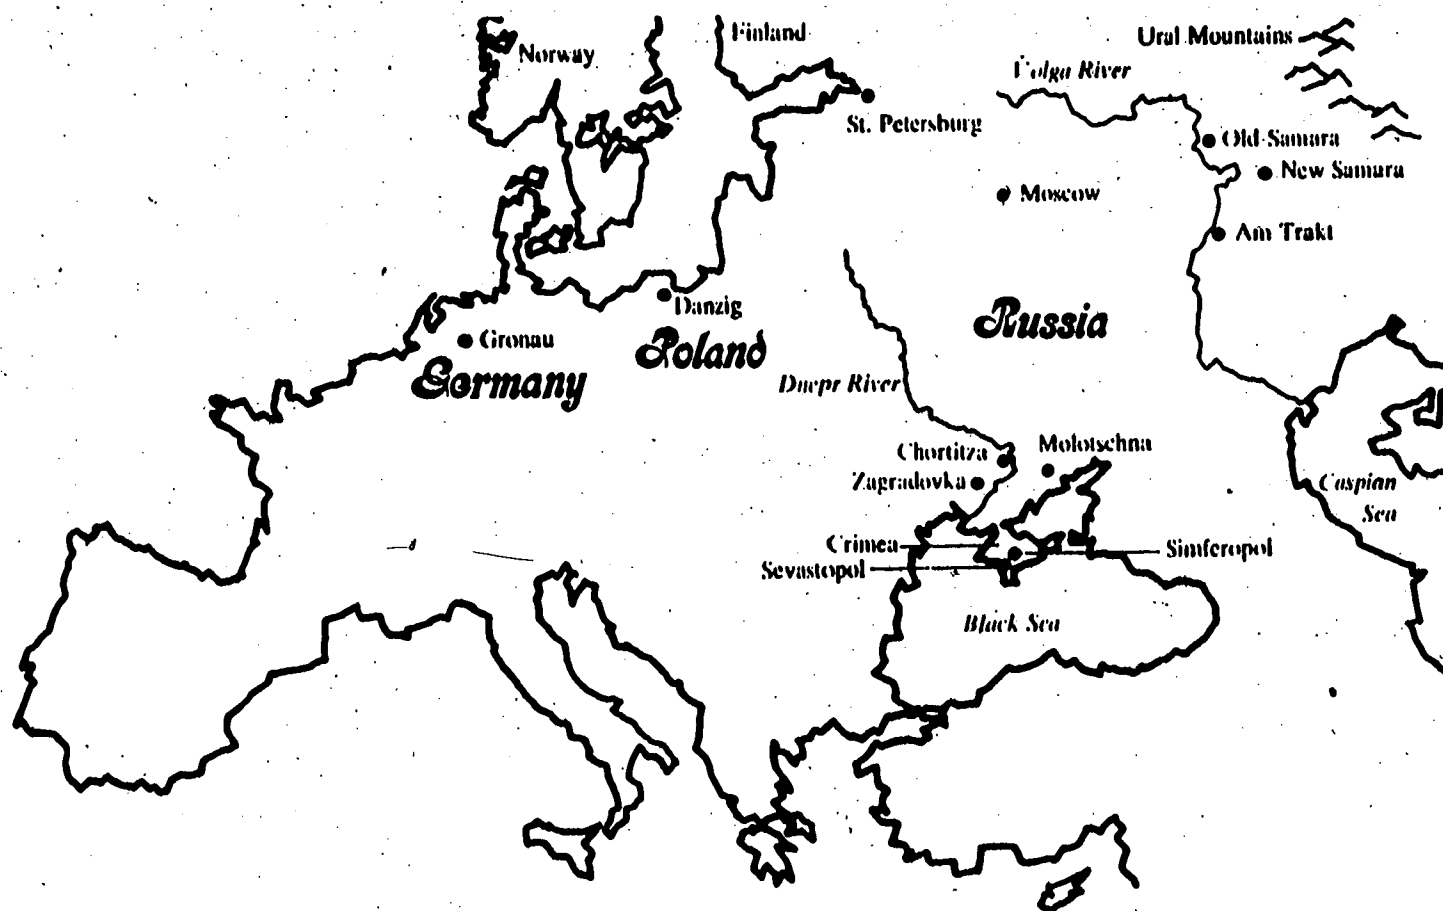 Finland
Ural Mountains
Norway
Volga River
St. Petersburg
Old Samara
New Samara
Moscow
Am Trakt
Danzig
Russia
Gronau
Poland
Germany
Dnepr River
Chortitza
Molotschna
Zagradovka
Caspian
Sea
Crimea
Simferopol
Sevastopol
Black Sea